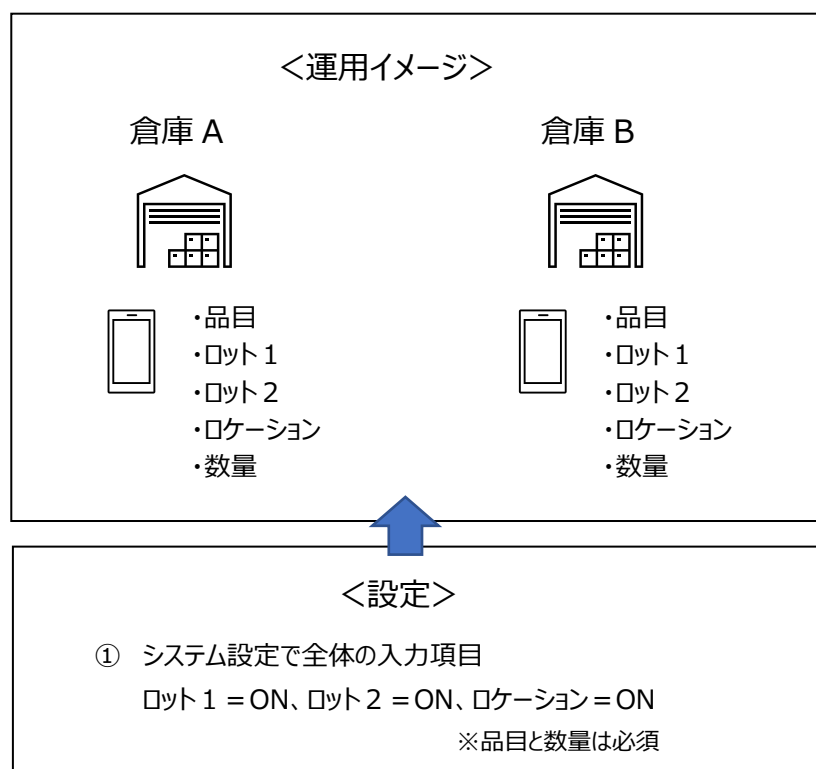 ＜運用イメージ＞
倉庫 A
倉庫 B
・品目
・ロット１
・ロット２
・ロケーション
・数量
・品目
・ロット１
・ロット２
・ロケーション
・数量
＜設定＞
① システム設定で全体の入力項目
ロット１＝ON、ロット２＝ON、ロケーション＝ON
※品目と数量は必須